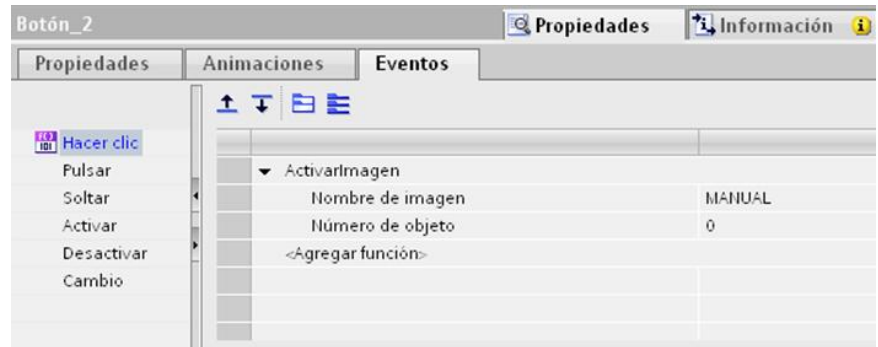 Botón_2 Propiedades Información
Propiedades Animaciones Eventos
Hacer clic
Pulsar
Soltar
Activar
Desactivar
Cambio
ActivarImagen
Nombre de imagen MANUAL
Número de objeto 0
<Agregar función>